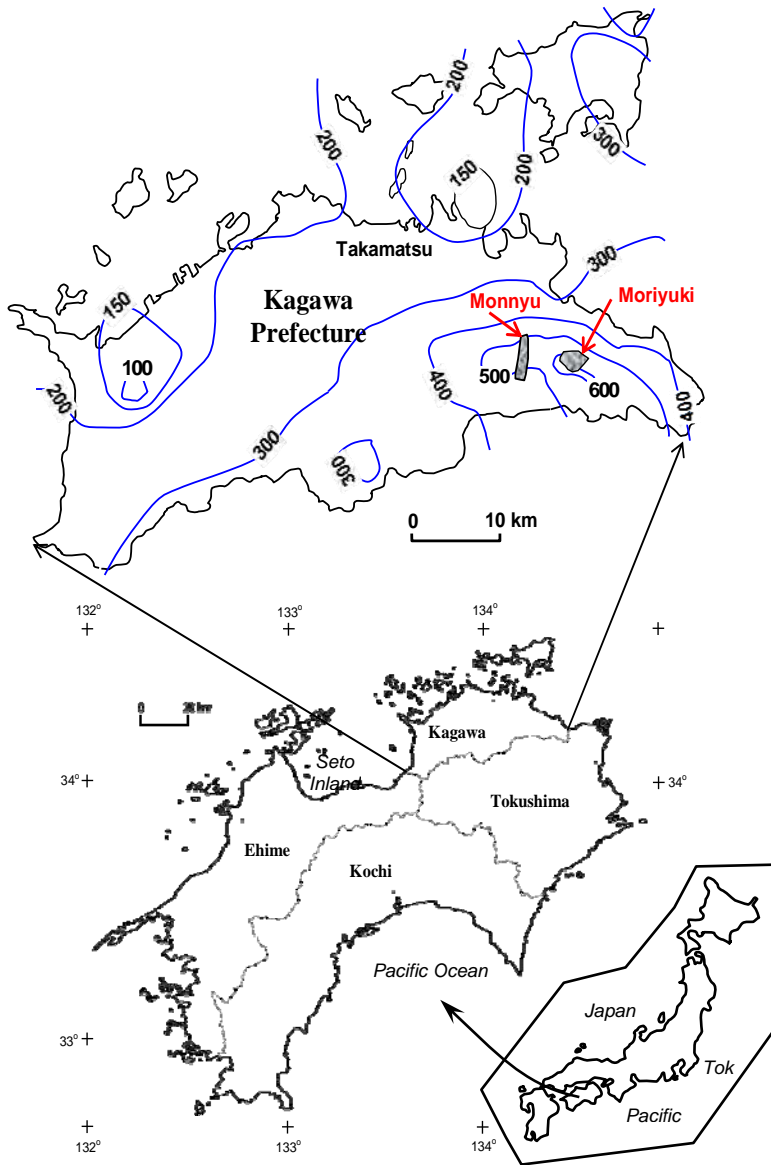 200
200
150
200
300
Takamatsu
300
Kagawa
Prefecture
Monnyu
Moriyuki
150
100
200
400
500
600
400
300
300
0 10 km
132°
133°
134°
0
Kagawa
Seto
Inland
34°
34°
Tokushima
Ehime
Kochi
Pacific Ocean
Japan
33°
Tok
Pacific
132°
133°
134°